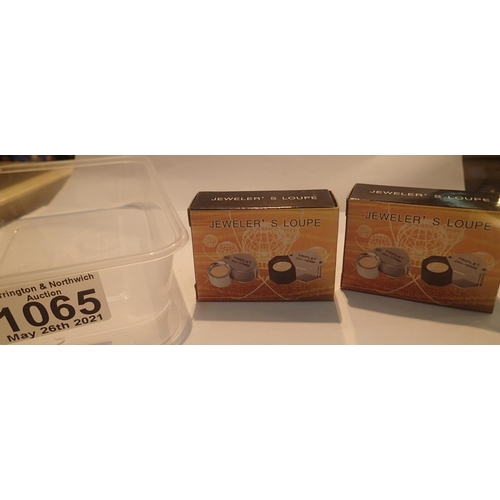 rrington & Northwich
Auction
1065
May 26th 2021
JEWELER' S LOUPE
JEWELER' S LOUPE
JEWELER' S LOUPE
JEWELER' S LOUPE